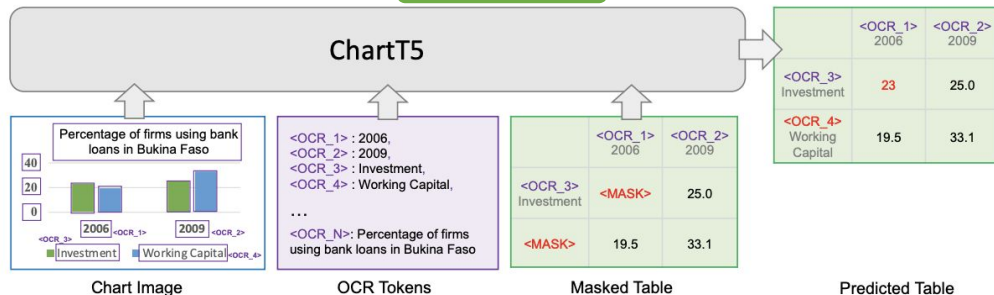 ChartT5
Percentage of firms using bank
loans in Bukina Faso
40
20
0
2006 <OCR_1>
2009 <OCR_2>
<OCR_3>
Investment
Working Capital <OCR_4>
Chart Image
<OCR_1> : 2006,
<OCR_2> : 2009,
<OCR_3> : Investment,
<OCR_4> : Working Capital,
...
<OCR_N>: Percentage of firms
using bank loans in Bukina Faso
OCR Tokens
<OCR_1> <OCR_2>
2006 2009
<OCR_3>
Investment
<MASK> 25.0
<MASK> 19.5 33.1
Masked Table
<OCR_1> <OCR_2>
2006 2009
<OCR_3>
Investment
23 25.0
<OCR_4>
Working
Capital
19.5 33.1
Predicted Table